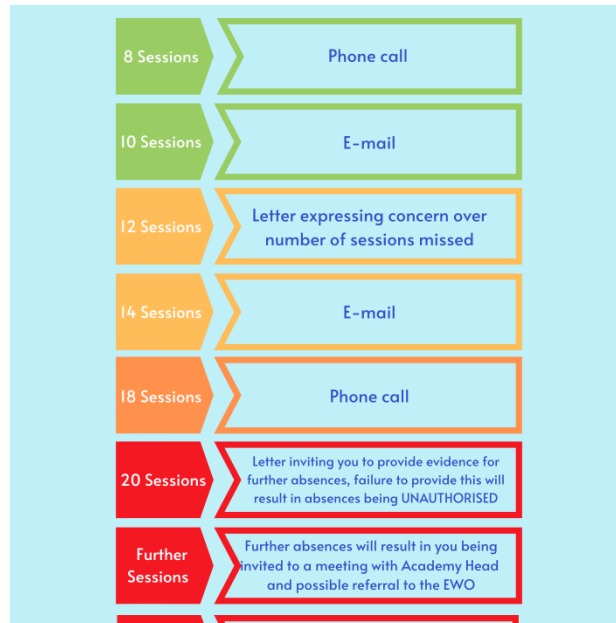 8 Sessions
Phone call
10 Sessions
E-mail
12 Sessions
Letter expressing concern over
number of sessions missed
14 Sessions
E-mail
18 Sessions
Phone call
20 Sessions
Letter inviting you to provide evidence for
further absences, failure to provide this will
result in absences being UNAUTHORISED
Further
Sessions
Further absences will result in you being
invited to a meeting with Academy Head
and possible referral to the EWO